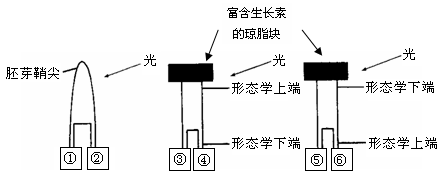 富含生长素
的琼脂块
光
光
光
胚芽鞘尖
形态学上端
形态学下端
形态学下端
形态学上端
① ② ③ ④ ⑤ ⑥